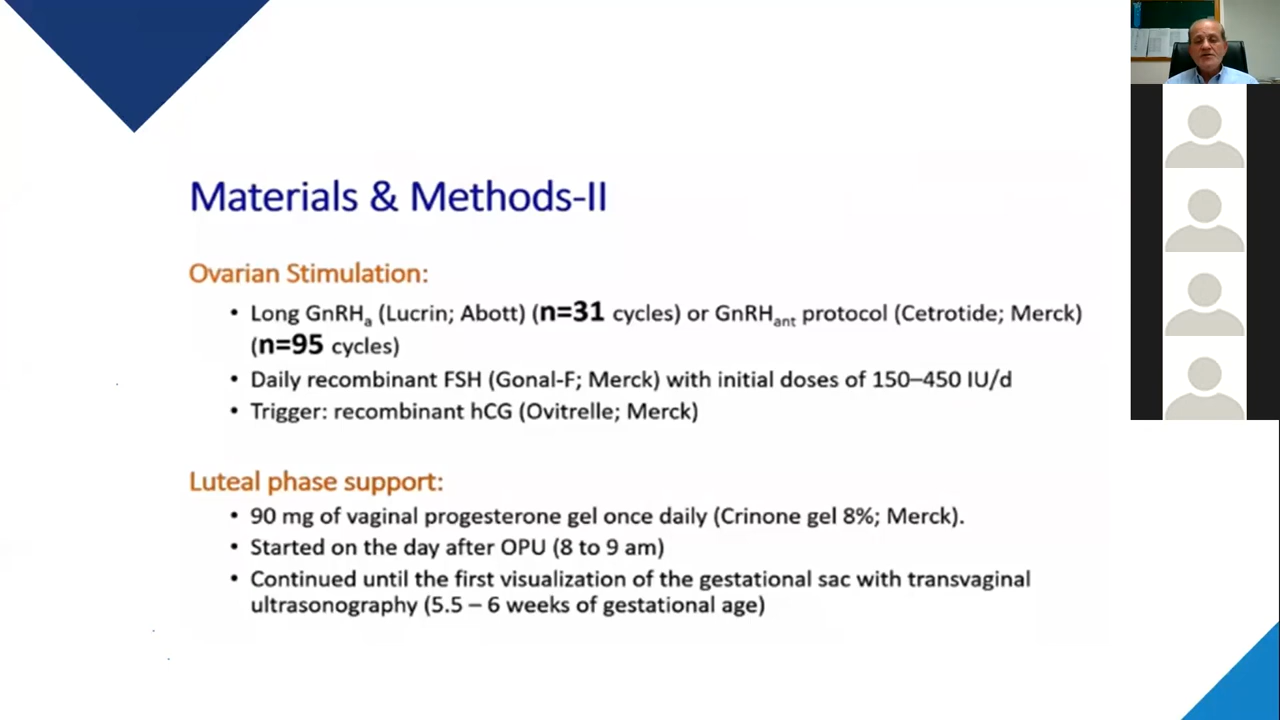 Materials & Methods-II
Ovarian Stimulation:
• Long GnRHa (Lucrin; Abott) (n=31 cycles) or GnRHant protocol (Cetrotide; Merck)
(n=95 cycles)
• Daily recombinant FSH (Gonal-F; Merck) with initial doses of 150–450 IU/d
• Trigger: recombinant hCG (Ovitrelle; Merck)
Luteal phase support:
• 90 mg of vaginal progesterone gel once daily (Crinone gel 8%; Merck).
• Started on the day after OPU (8 to 9 am)
• Continued until the first visualization of the gestational sac with transvaginal
ultrasonography (5.5 – 6 weeks of gestational age)